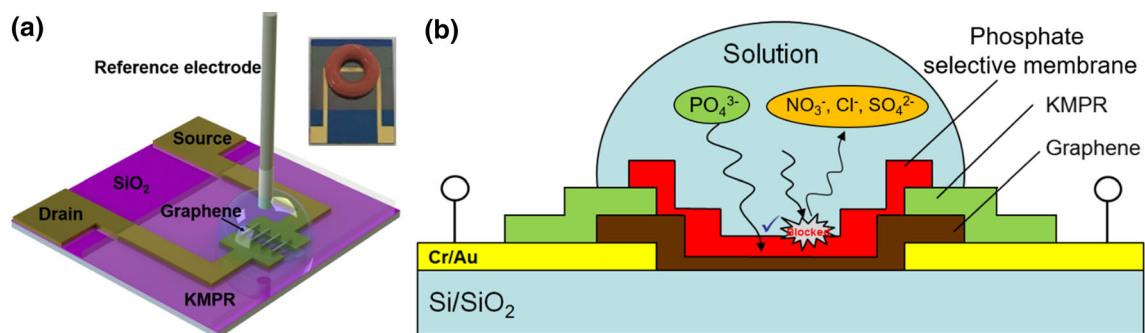 (a)
Reference electrode
Source
SiO₂
Drain
Graphene
KMPR
(b)
Solution
Phosphate
selective membrane
KMPR
Graphene
PO₄³⁻
NO₃⁻, Cl⁻, SO₄²⁻
Blocked
Cr/Au
Si/SiO₂